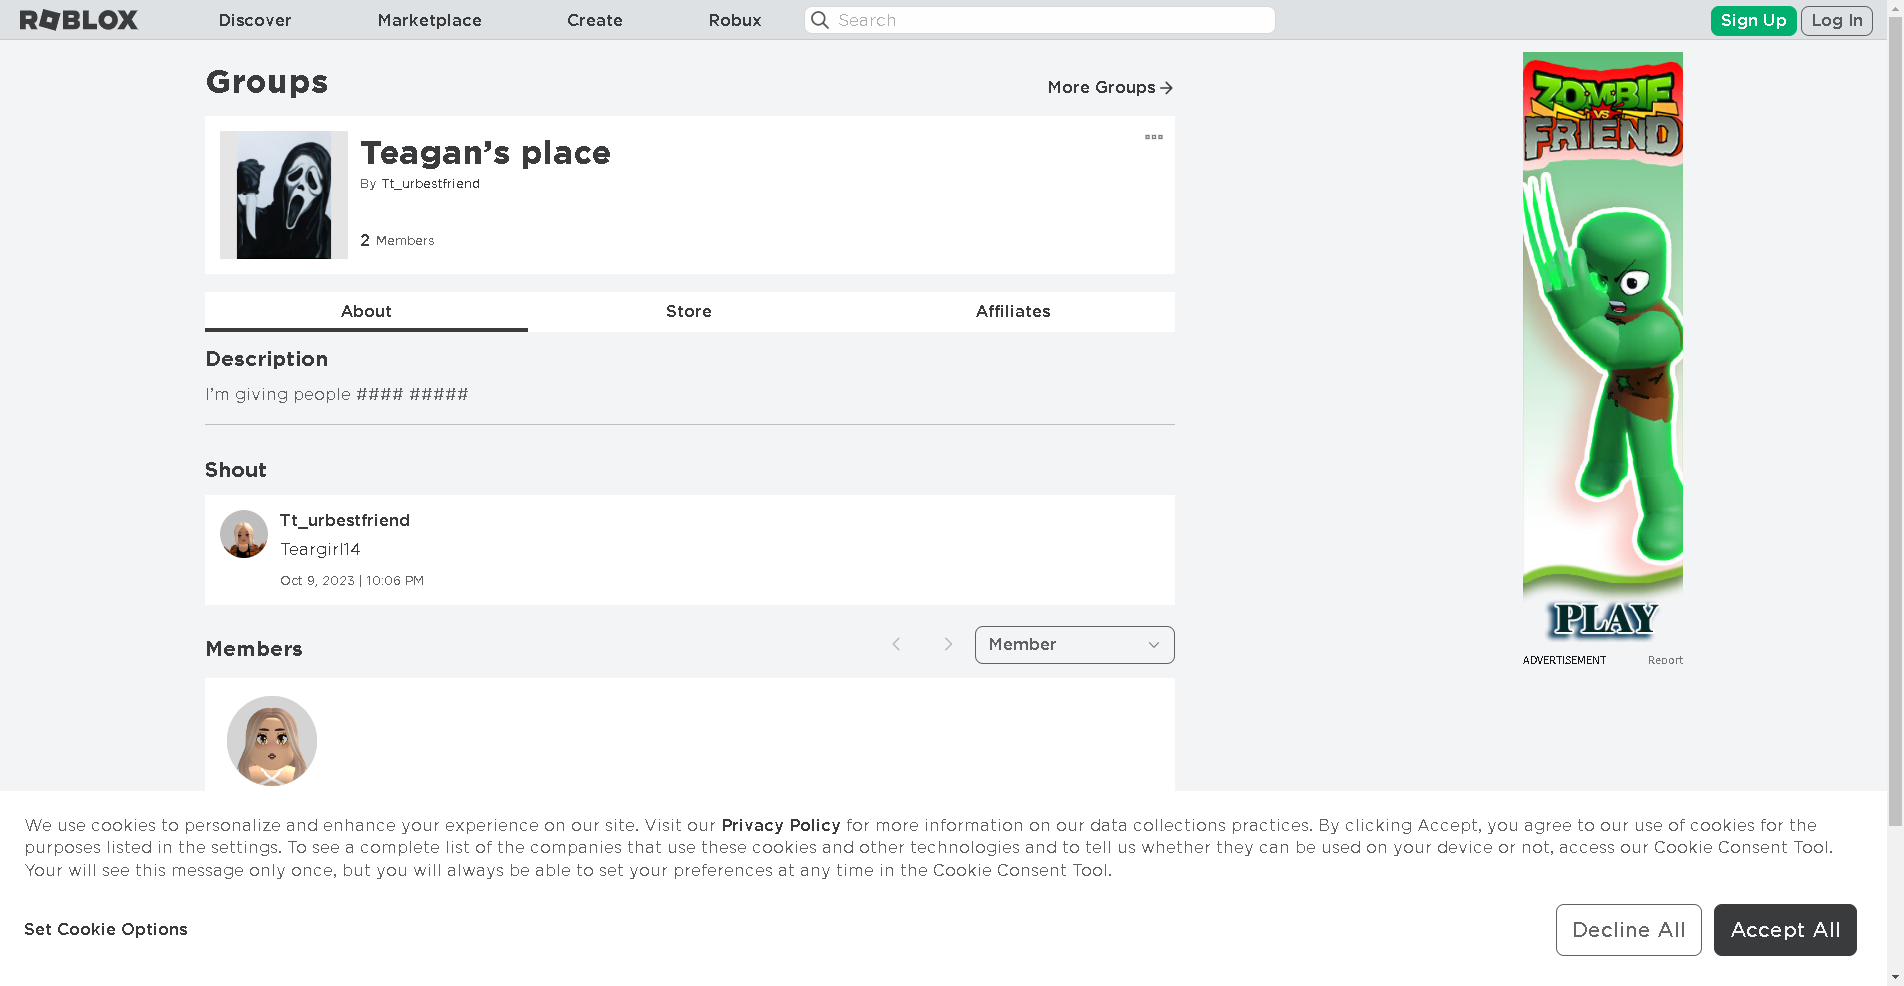 ROBLOX Discover Marketplace Create Robux Search Sign Up Log In
Groups
More Groups
Teagan’s place
By Tt_urbestfriend
2 Members
About Store Affiliates
Description
I’m giving people #### #####
Shout
Tt_urbestfriend
Teargirl14
Oct 9, 2023 | 10:06 PM
Members
Member
ZOMBIE
VS
FRIEND
PLAY
ADVERTISEMENT Report
We use cookies to personalize and enhance your experience on our site. Visit our Privacy Policy for more information on our data collections practices. By clicking Accept, you agree to our use of cookies for the
purposes listed in the settings. To see a complete list of the companies that use these cookies and other technologies and to tell us whether they can be used on your device or not, access our Cookie Consent Tool.
Your will see this message only once, but you will always be able to set your preferences at any time in the Cookie Consent Tool.
Set Cookie Options
Decline All
Accept All